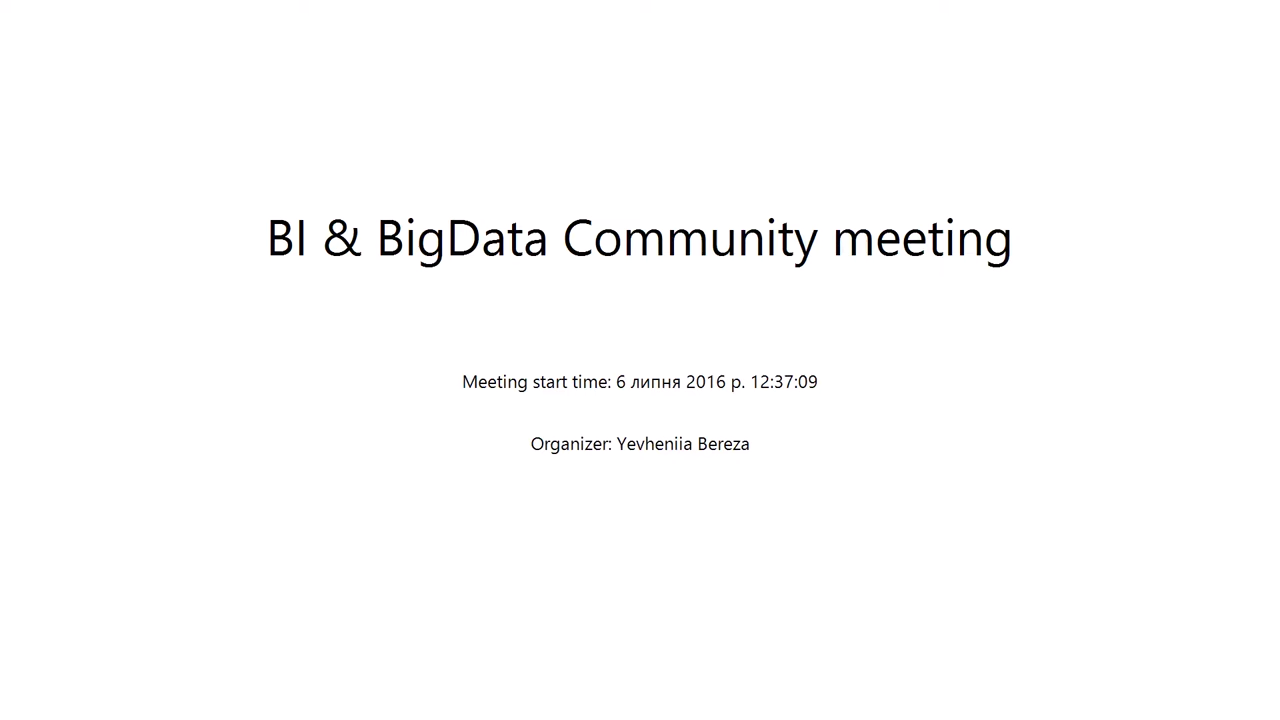 BI & BigData Community meeting
Meeting start time: 6 липня 2016 р. 12:37:09
Organizer: Yevheniia Bereza